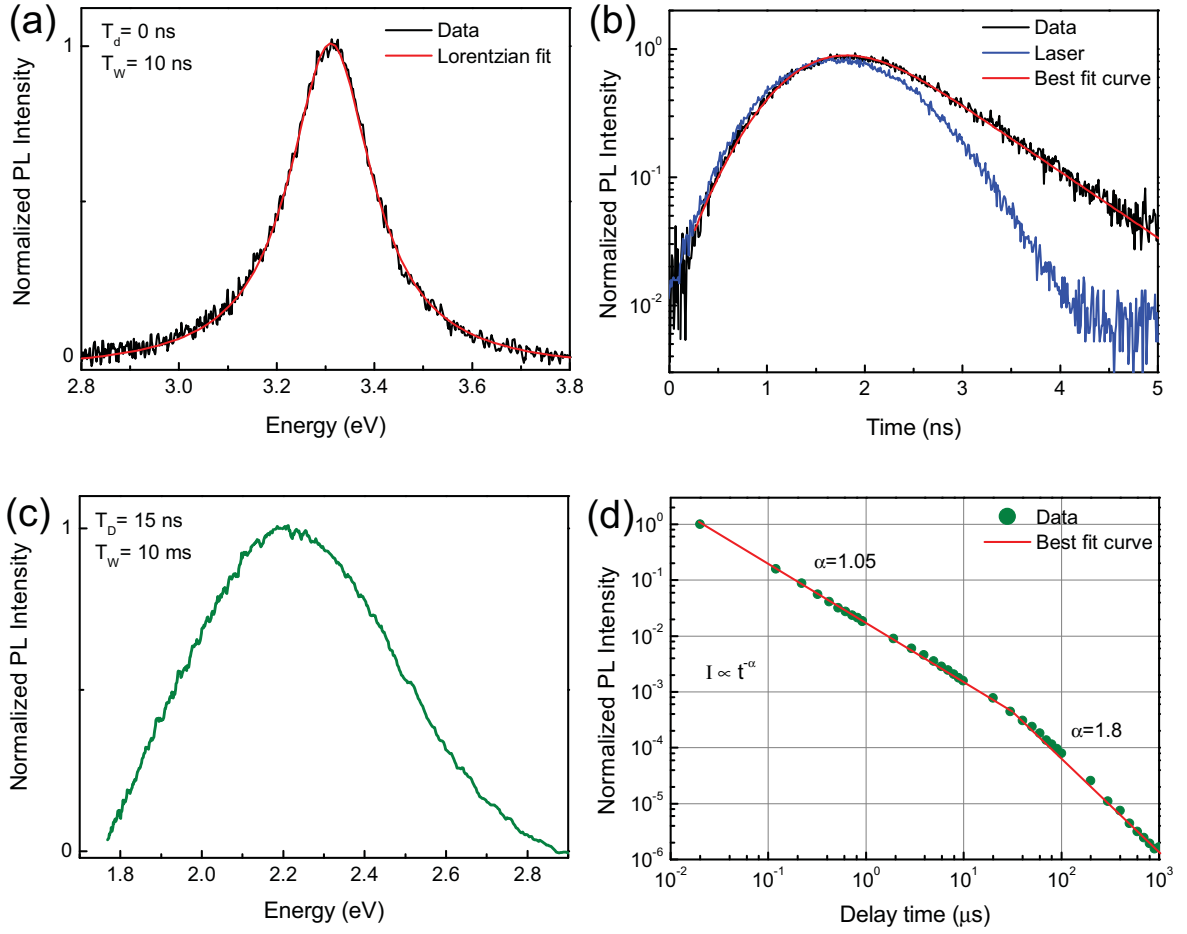 (a)
T_d = 0 ns
T_W = 10 ns
Data
Lorentzian fit
Normalized PL Intensity
1
0
2.8 3.0 3.2 3.4 3.6 3.8
Energy (eV)
(b)
Data
Laser
Best fit curve
Normalized PL Intensity
10^0
10^-1
10^-2
0 1 2 3 4 5
Time (ns)
(c)
T_D= 15 ns
T_W= 10 ms
Normalized PL Intensity
1
0
1.8 2.0 2.2 2.4 2.6 2.8
Energy (eV)
(d)
Data
Best fit curve
α=1.05
I ∝ t^-α
α=1.8
Normalized PL Intensity
10^0
10^-1
10^-2
10^-3
10^-4
10^-5
10^-6
10^-2 10^-1 10^0 10^1 10^2 10^3
Delay time (μs)